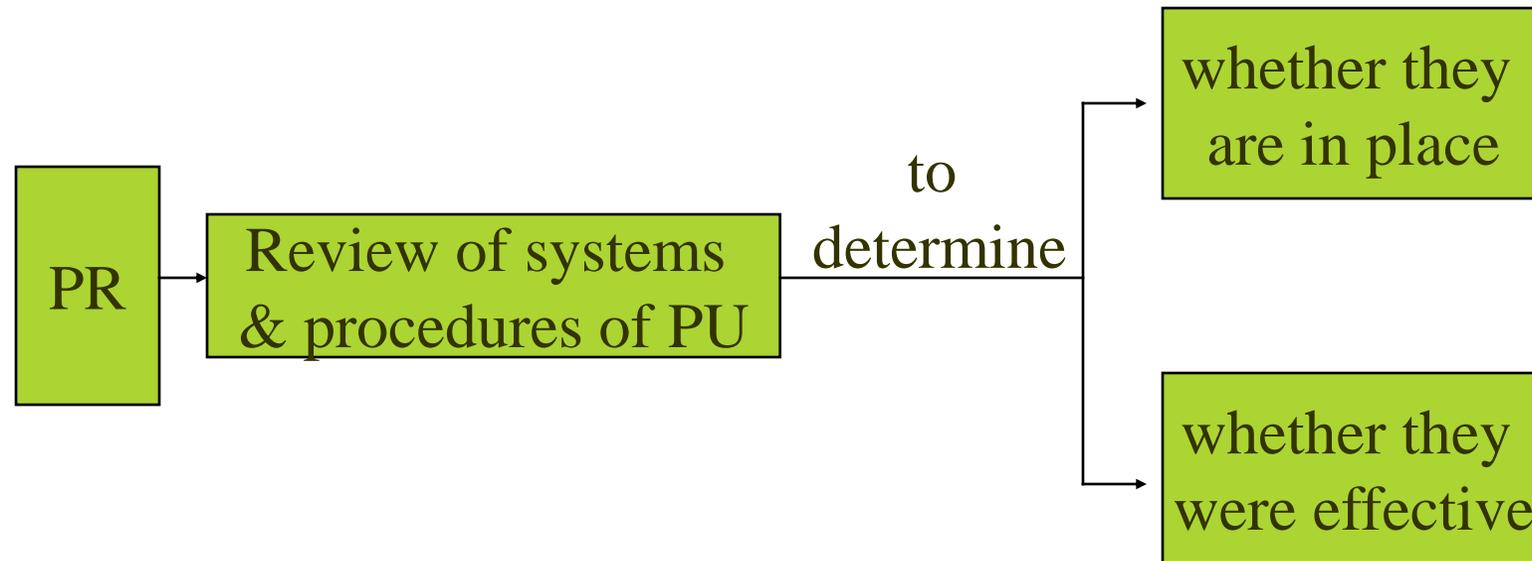 PR
Review of systems
& procedures of PU
to
determine
whether they
are in place
whether they
were effective